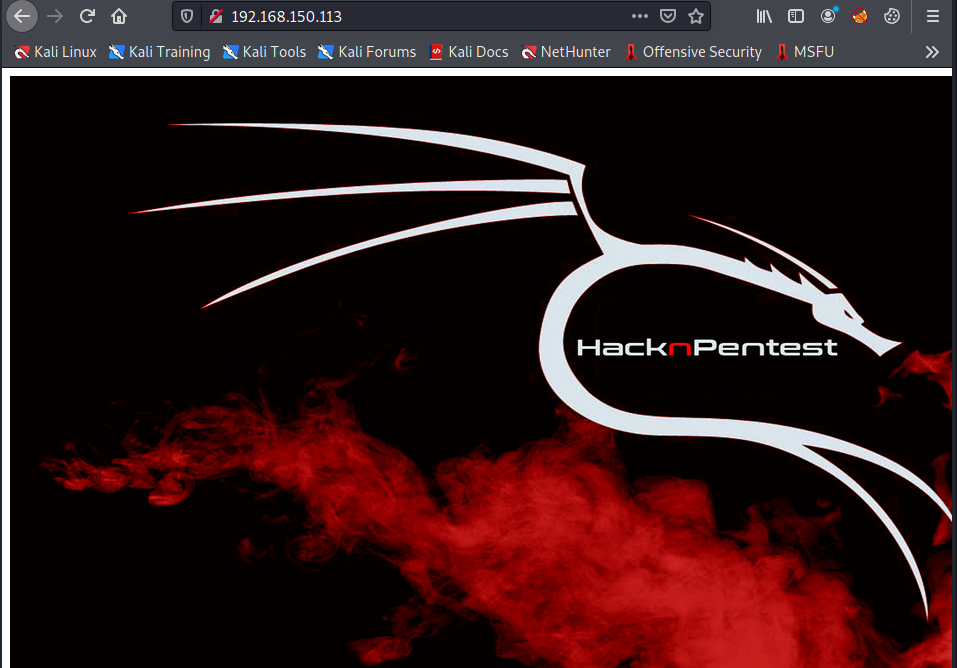 192.168.150.113
Kali Linux Kali Training Kali Tools Kali Forums Kali Docs NetHunter Offensive Security MSFU
HacknPentest